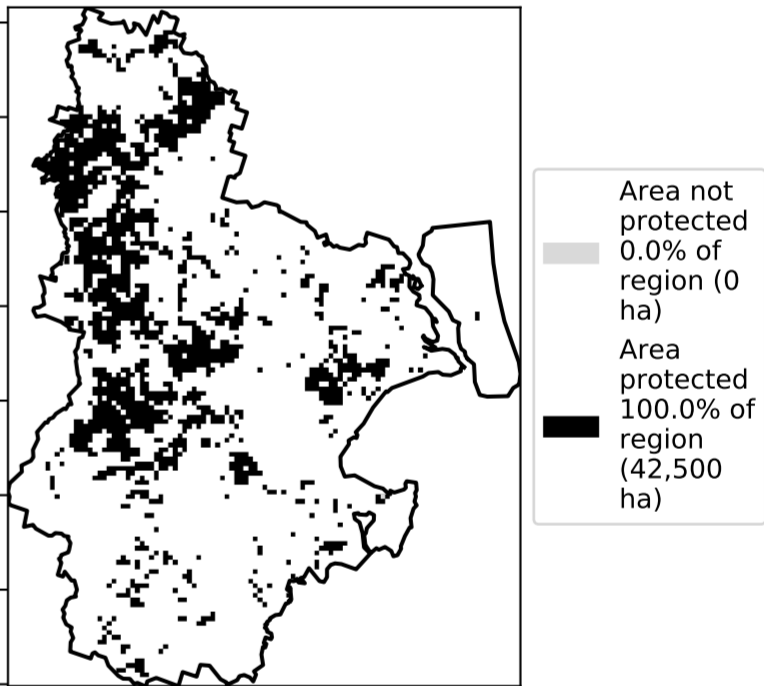 Area not
protected
0.0% of
region (0
ha)
Area
protected
100.0% of
region
(42,500
ha)